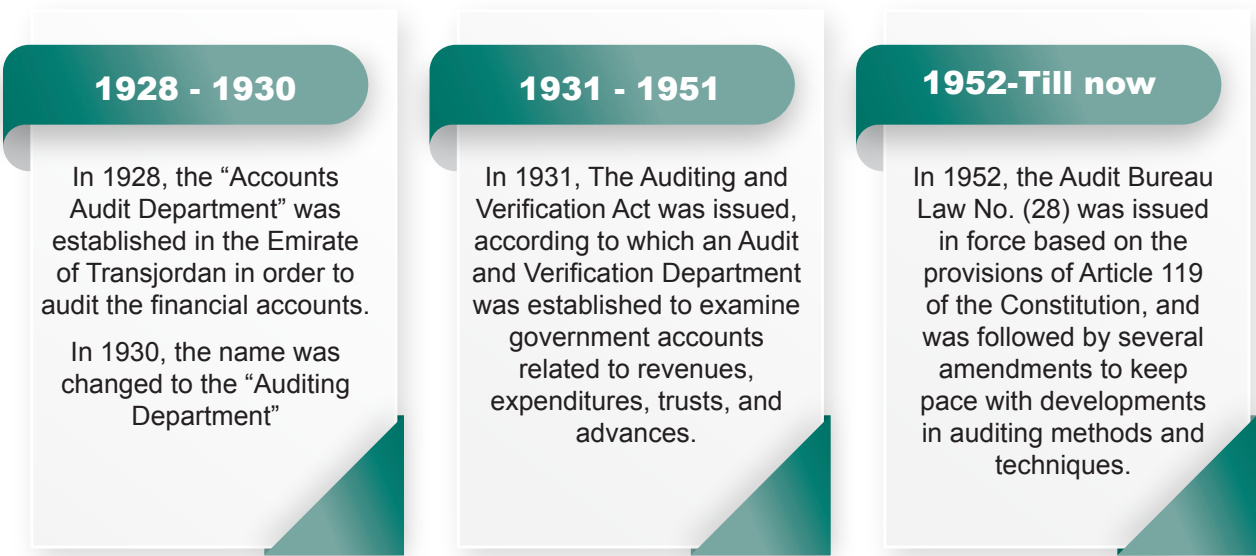 1928 - 1930
In 1928, the “Accounts
Audit Department” was
established in the Emirate
of Transjordan in order to
audit the financial accounts.
In 1930, the name was
changed to the “Auditing
Department”
1931 - 1951
In 1931, The Auditing and
Verification Act was issued,
according to which an Audit
and Verification Department
was established to examine
government accounts
related to revenues,
expenditures, trusts, and
advances.
1952-Till now
In 1952, the Audit Bureau
Law No. (28) was issued
in force based on the
provisions of Article 119
of the Constitution, and
was followed by several
amendments to keep
pace with developments
in auditing methods and
techniques.